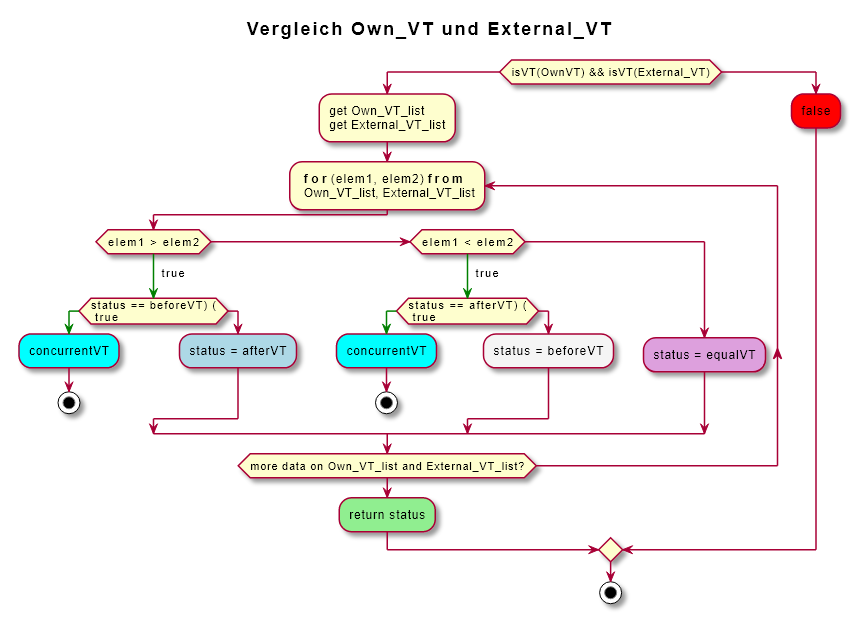 Vergleich Own_VT und External_VT
isVT(OwnVT) && isVT(External_VT)
get Own_VT_list
get External_VT_list
false
for (elem1, elem2) from
Own_VT_list, External_VT_list
elem1 > elem2
elem1 < elem2
true
true
status == beforeVT) (
true
status == afterVT) (
true
concurrentVT
status = afterVT
concurrentVT
status = beforeVT
status = equalVT
more data on Own_VT_list and External_VT_list?
return status